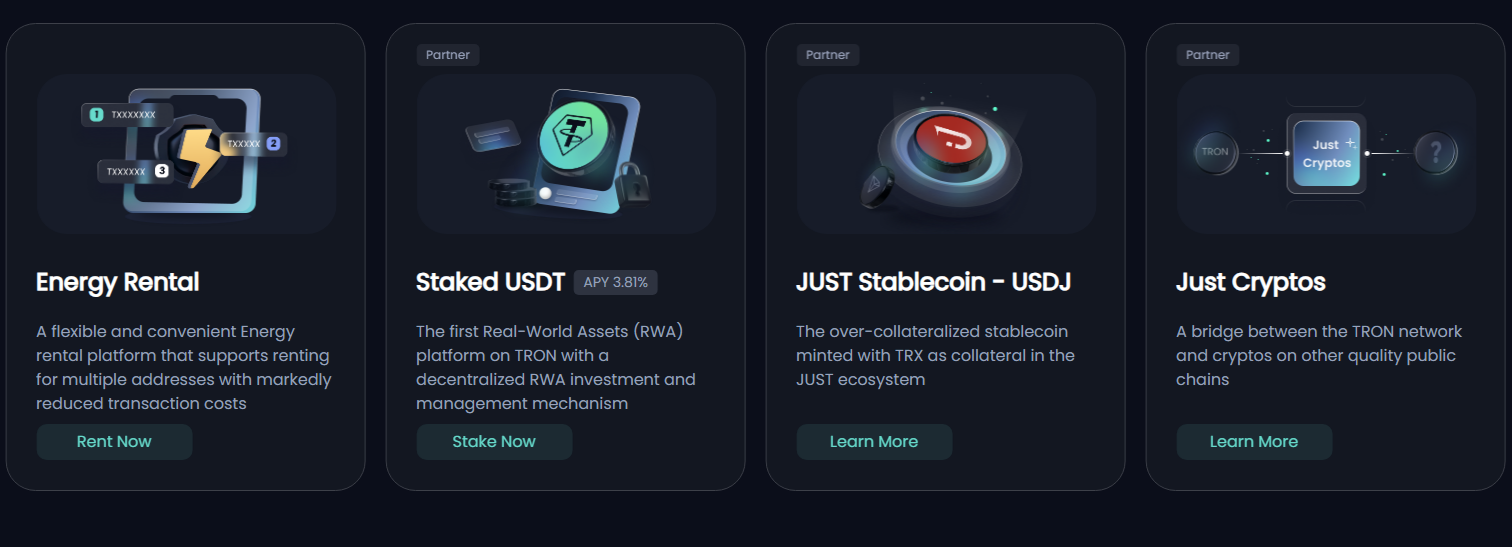 1 TXXXXXXX
TXXXXX 2
TXXXXXX 3
Energy Rental
A flexible and convenient Energy
rental platform that supports renting
for multiple addresses with markedly
reduced transaction costs
Rent Now
Partner
Staked USDT APY 3.81%
The first Real-World Assets (RWA)
platform on TRON with a
decentralized RWA investment and
management mechanism
Stake Now
Partner
JUST Stablecoin - USDJ
The over-collateralized stablecoin
minted with TRX as collateral in the
JUST ecosystem
Learn More
Partner
TRON
Just
Cryptos
?
Just Cryptos
A bridge between the TRON network
and cryptos on other quality public
chains
Learn More